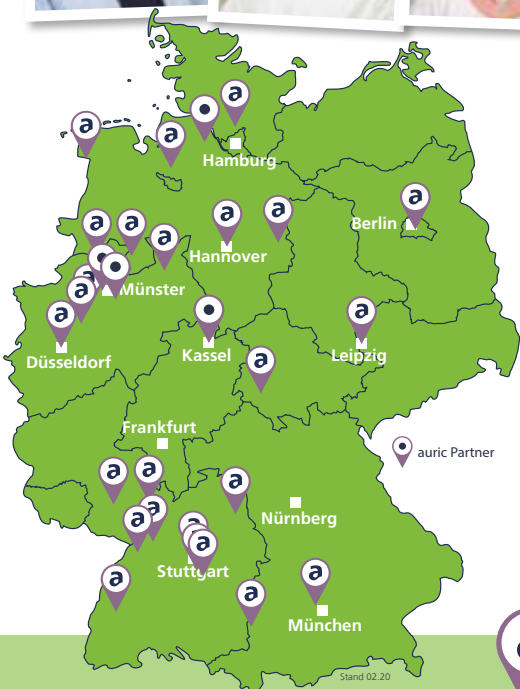 a
a
a
Hamburg
a
a
a
a
a
a
Berlin
Hannover
a
a
Münster
a
a
Düsseldorf
Kassel
a
Leipzig
Frankfurt
auric Partner
a
a
a
Nürnberg
a
a
a
a
Stuttgart
a
a
a
München
Stand 02.20